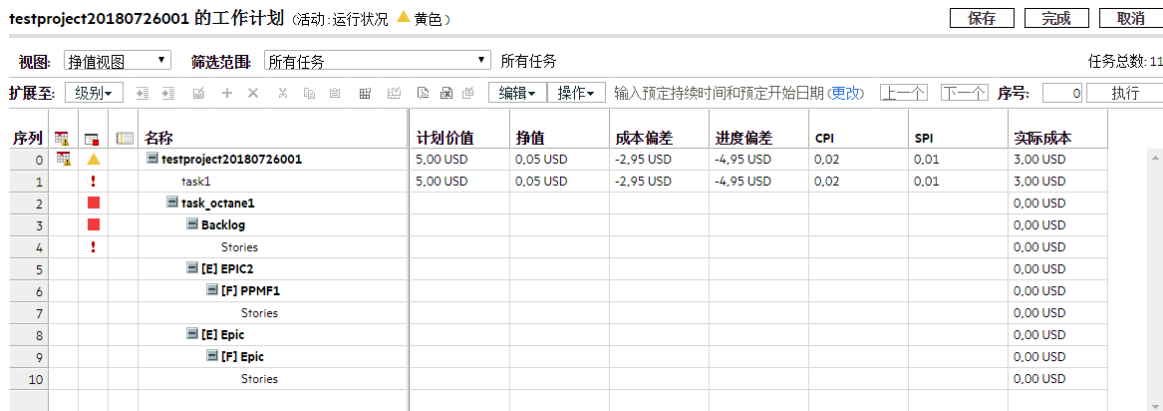 testproject20180726001 的工作计划 (活动:运行状况 黄色)
保存 完成 取消
视图: 挣值视图 筛选范围: 所有任务 所有任务 任务总数: 11
扩展至: 级别 编辑 操作 输入预定持续时间和预定开始日期 (更改) 上一个 下一个 序号: 0 执行
序列 名称 计划价值 挣值 成本偏差 进度偏差 CPI SPI 实际成本
0 testproject20180726001 5,00 USD 0,05 USD -2,95 USD -4,95 USD 0,02 0,01 3,00 USD
1 task1 5,00 USD 0,05 USD -2,95 USD -4,95 USD 0,02 0,01 3,00 USD
2 task_octane1 0,00 USD
3 Backlog 0,00 USD
4 Stories 0,00 USD
5 [E] EPIC2 0,00 USD
6 [F] PPMF1 0,00 USD
7 Stories 0,00 USD
8 [E] Epic 0,00 USD
9 [F] Epic 0,00 USD
10 Stories 0,00 USD